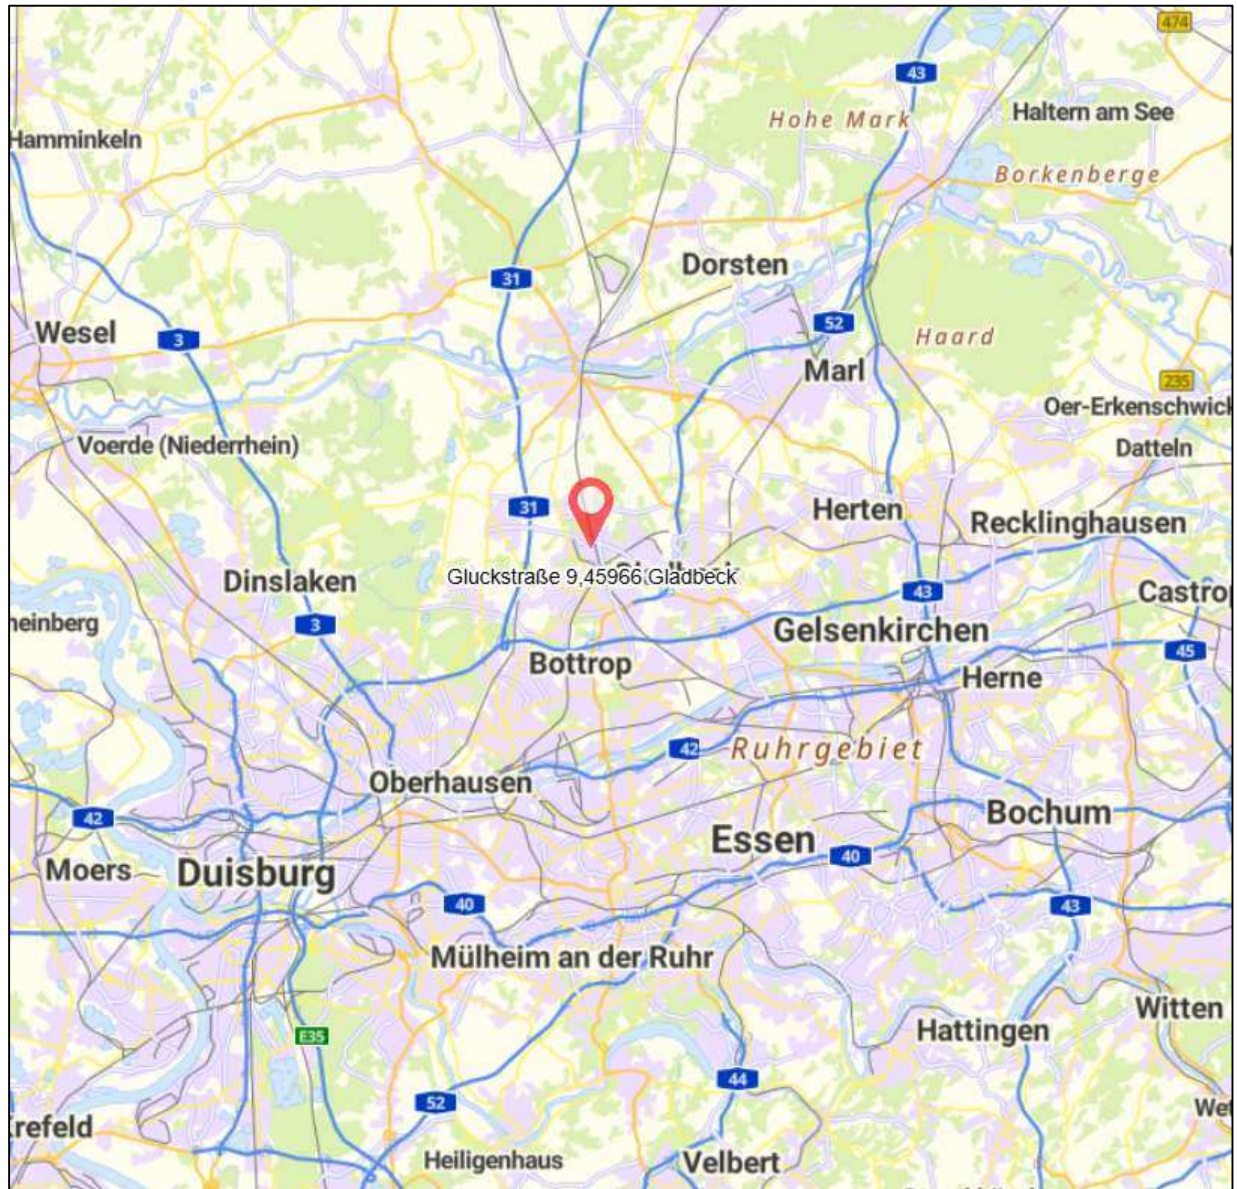 474
43
Haltern am See
Hohe Mark
Hamminkeln
Borkenberge
Dorsten
31
52
Wesel
3
Haard
Marl
235
Oer-Erkenschwick
Voerde (Niederrhein)
Datteln
31
Herten
Recklinghausen
Dinslaken
Gluckstraße 9,45966 Gladbeck
43
Castrop
heinberg
3
Gelsenkirchen
45
Bottrop
Herne
42
Ruhrgebiet
Oberhausen
42
Bochum
Essen
40
Moers
Duisburg
40
43
Mülheim an der Ruhr
Witten
Hattingen
E35
44
52
Wet
refeld
Heiligenhaus
Velbert